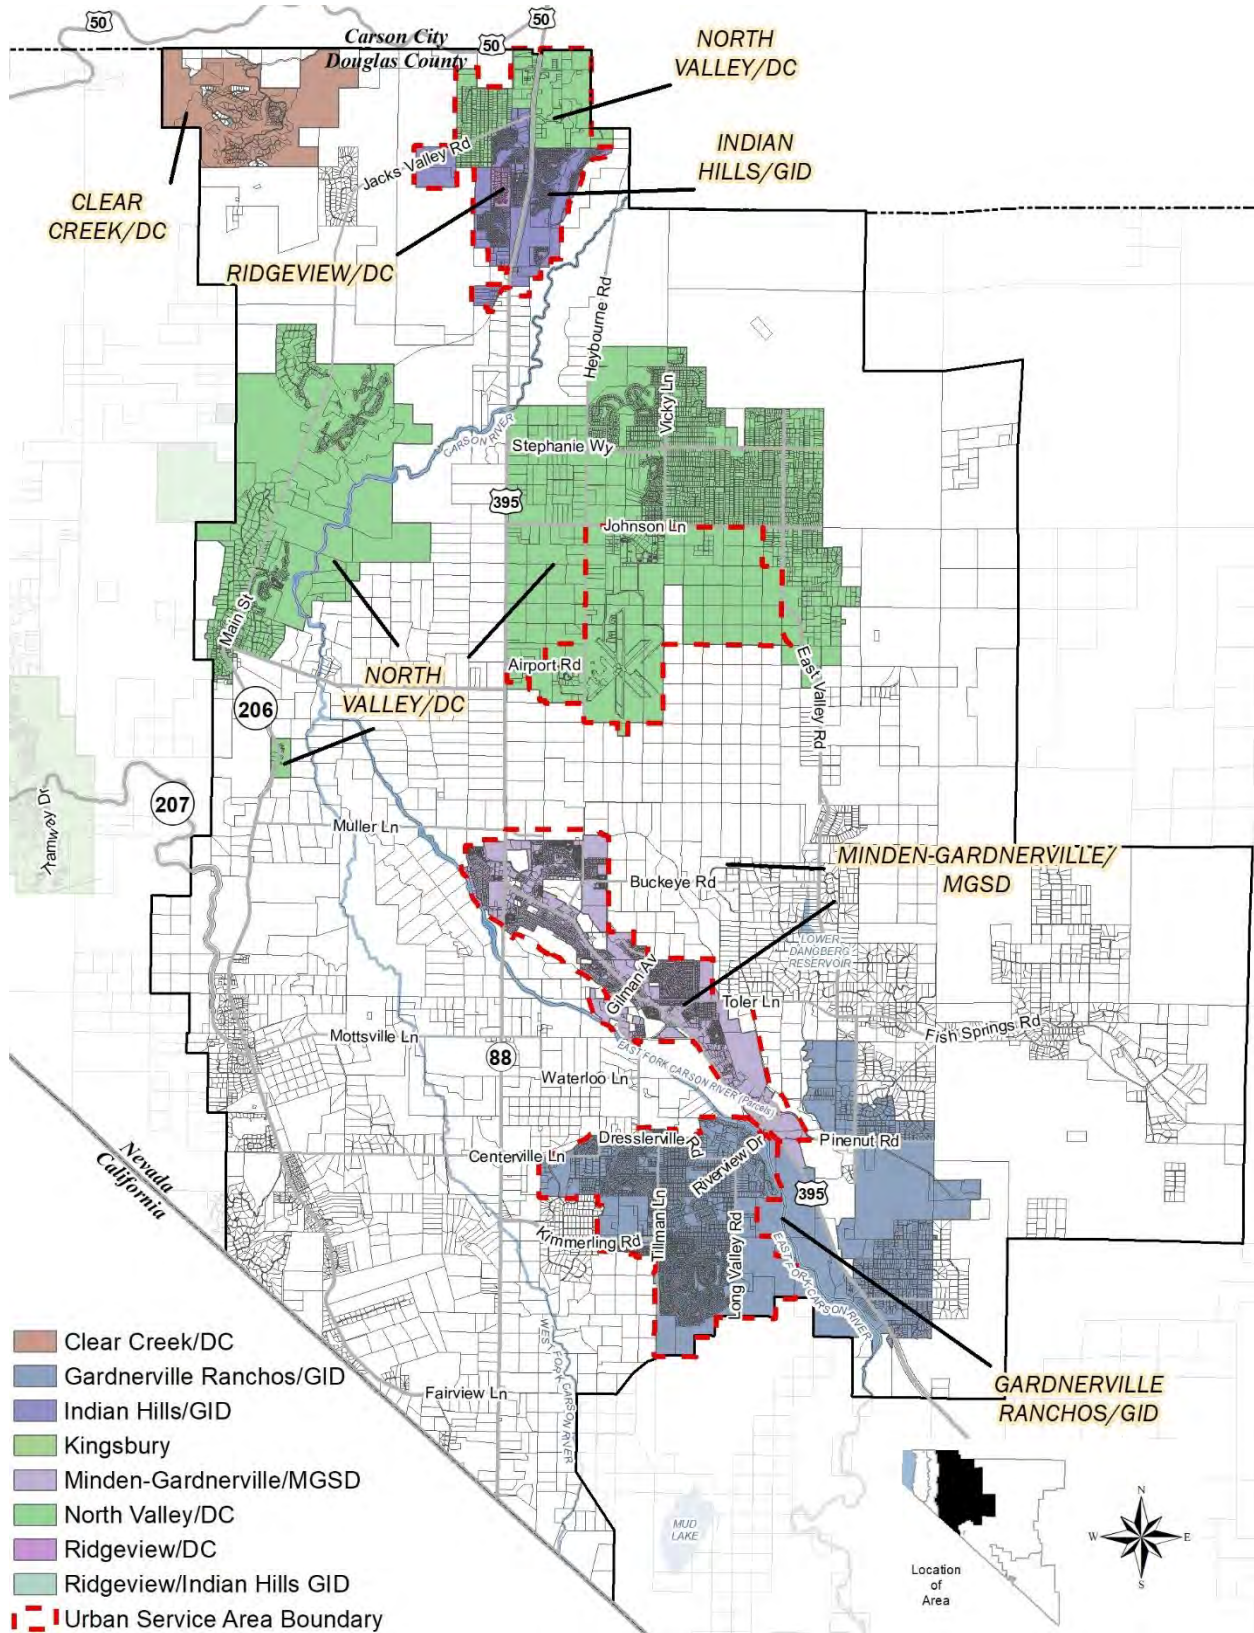 50
50
50
Carson City
Douglas County
NORTH
VALLEY/DC
INDIAN
HILLS/GID
Jacks Valley Rd
CLEAR
CREEK/DC
RIDGEVIEW/DC
Heybourne Rd
Vicky Ln
CARSON RIVER
Stephanie Wy
395
Johnson Ln
Main St
Airport Rd
NORTH
VALLEY/DC
East Valley Rd
206
207
Tramway Dr
Muller Ln
MINDEN-GARDNERVILLE/
MGSD
Buckeye Rd
LOWER
DANGBERG
RESERVOIR
Gilman Av
Toler Ln
Fish Springs Rd
Mottsville Ln
88
EAST FORK CARSON RIVER (Parcels)
Waterloo Ln
Dresslerville Rd
Pinenut Rd
Centerville Ln
Riverview Dr
395
Nevada
California
Kimmerling Rd
Tillman Ln
Long Valley Rd
EAST FORK CARSON RIVER
WEST FORK CARSON RIVER
Fairview Ln
GARDNERVILLE
RANCHOS/GID
MUD
LAKE
Clear Creek/DC
Gardnerville Ranchos/GID
Indian Hills/GID
Kingsbury
Minden-Gardnerville/MGSD
North Valley/DC
Ridgeview/DC
Ridgeview/Indian Hills GID
Urban Service Area Boundary
Location
of
Area
N
W
E
S